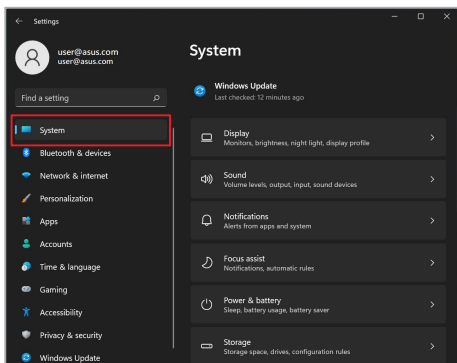 Settings
user@asus.com
user@asus.com
Find a setting
System
Bluetooth & devices
Network & internet
Personalization
Apps
Accounts
Time & language
Gaming
Accessibility
Privacy & security
Windows Update
System
Windows Update
Last checked: 12 minutes ago
Display
Monitors, brightness, night light, display profile
Sound
Volume levels, output, input, sound devices
Notifications
Alerts from apps and system
Focus assist
Notifications, automatic rules
Power & battery
Sleep, battery usage, battery saver
Storage
Storage space, drives, configuration rules